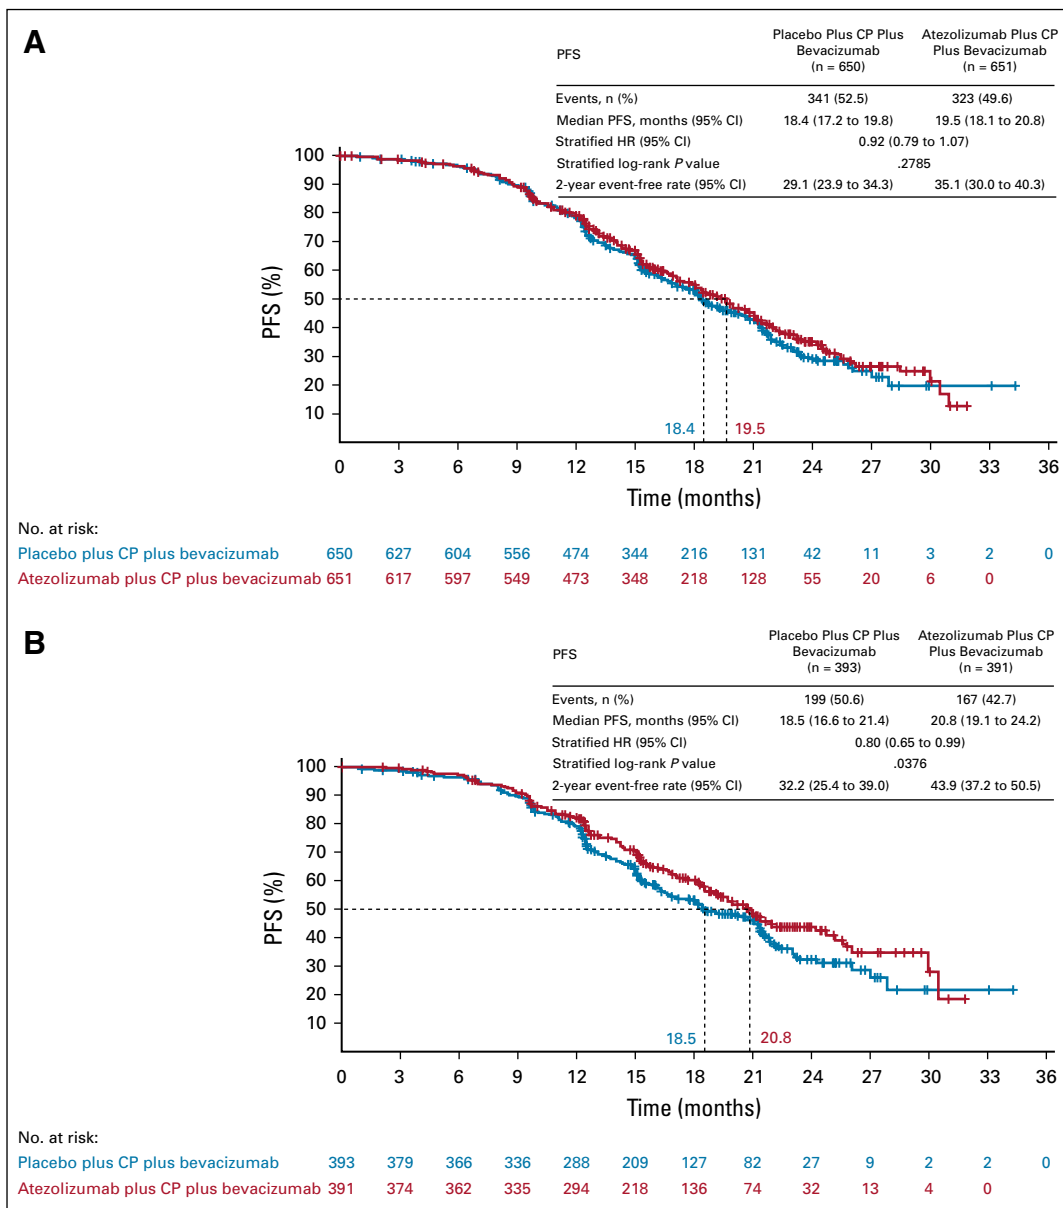 A
PFS
Placebo Plus CP Plus Bevacizumab (n = 650)
Atezolizumab Plus CP Plus Bevacizumab (n = 651)
Events, n (%) 341 (52.5) 323 (49.6)
Median PFS, months (95% CI) 18.4 (17.2 to 19.8) 19.5 (18.1 to 20.8)
Stratified HR (95% CI) 0.92 (0.79 to 1.07)
Stratified log-rank P value .2785
2-year event-free rate (95% CI) 29.1 (23.9 to 34.3) 35.1 (30.0 to 40.3)
PFS (%)
100
90
80
70
60
50
40
30
20
10
18.4 19.5
0 3 6 9 12 15 18 21 24 27 30 33 36
Time (months)
No. at risk:
Placebo plus CP plus bevacizumab 650 627 604 556 474 344 216 131 42 11 3 2 0
Atezolizumab plus CP plus bevacizumab 651 617 597 549 473 348 218 128 55 20 6 0
B
PFS
Placebo Plus CP Plus Bevacizumab (n = 393)
Atezolizumab Plus CP Plus Bevacizumab (n = 391)
Events, n (%) 199 (50.6) 167 (42.7)
Median PFS, months (95% CI) 18.5 (16.6 to 21.4) 20.8 (19.1 to 24.2)
Stratified HR (95% CI) 0.80 (0.65 to 0.99)
Stratified log-rank P value .0376
2-year event-free rate (95% CI) 32.2 (25.4 to 39.0) 43.9 (37.2 to 50.5)
PFS (%)
100
90
80
70
60
50
40
30
20
10
18.5 20.8
0 3 6 9 12 15 18 21 24 27 30 33 36
Time (months)
No. at risk:
Placebo plus CP plus bevacizumab 393 379 366 336 288 209 127 82 27 9 2 2 0
Atezolizumab plus CP plus bevacizumab 391 374 362 335 294 218 136 74 32 13 4 0